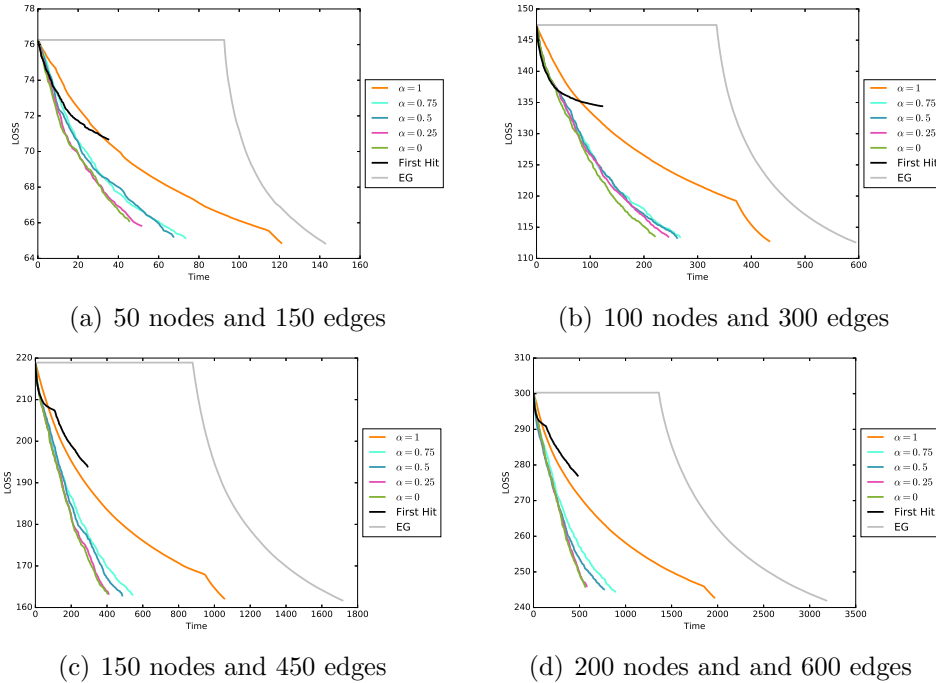 76
74
72
70
68
66
64
LOSS
0 20 40 60 80 100 120 140 160
Time
α = 1
α = 0.75
α = 0.5
α = 0.25
α = 0
First Hit
EG
(a) 50 nodes and 150 edges
78
150
145
140
135
130
125
120
115
110
LOSS
0 100 200 300 400 500 600
Time
α = 1
α = 0.75
α = 0.5
α = 0.25
α = 0
First Hit
EG
(b) 100 nodes and 300 edges
220
210
200
190
180
170
160
LOSS
0 200 400 600 800 1000 1200 1400 1600 1800
Time
α = 1
α = 0.75
α = 0.5
α = 0.25
α = 0
First Hit
EG
(c) 150 nodes and 450 edges
310
300
290
280
270
260
250
240
LOSS
0 500 1000 1500 2000 2500 3000 3500
Time
α = 1
α = 0.75
α = 0.5
α = 0.25
α = 0
First Hit
EG
(d) 200 nodes and and 600 edges